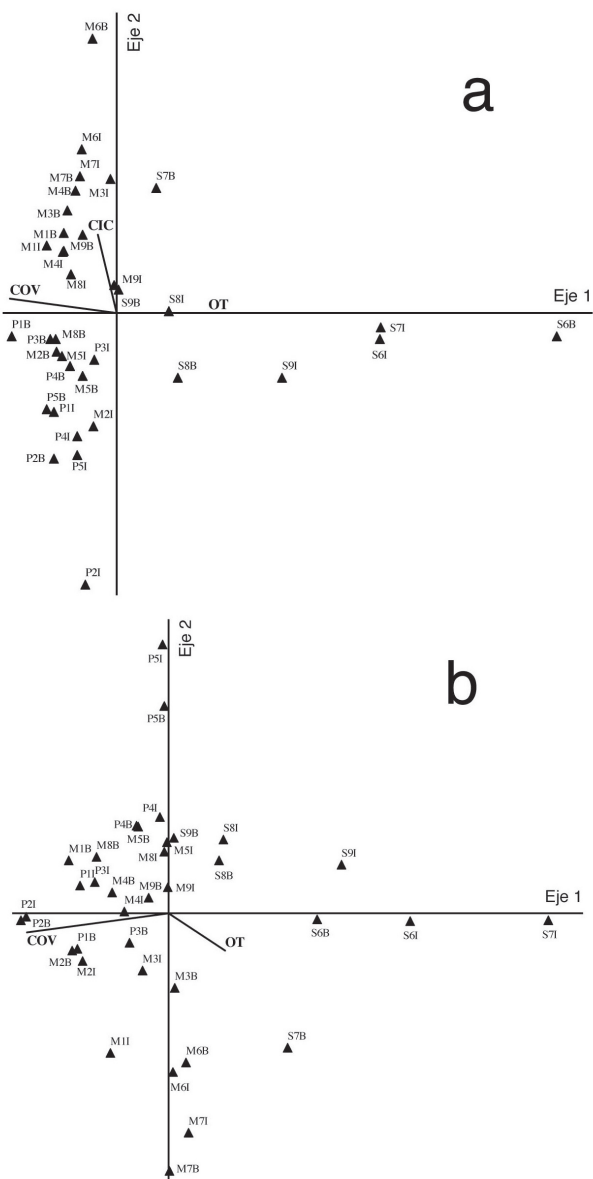 M6B
Eje 2
a
M6I
M7I
M7B
S7B
M4B
M3I
M3B
CIC
M1B
M1I
M9B
M4I
M8I
M9I
COV
S9B
S8I
OT
Eje 1
P1B
P3B
M8B
S7I
S6B
M2B
M5I
P3I
S6I
P4B
S8B
S9I
M5B
P5B
P1I
M2I
P4I
P2B
P5I
P2I
Eje 2
P5I
b
P5B
P4I
P4B
S9B
S8I
M5B
M1B
M8B
M8I
M5I
S9I
P1I
P3I
S8B
M4B
M9B
M9I
P2I
M4I
Eje 1
P2B
COV
P1B
P3B
OT
S6B
S6I
S7I
M2B
M2I
M3I
M3B
M1I
S7B
M6B
M6I
M7I
M7B